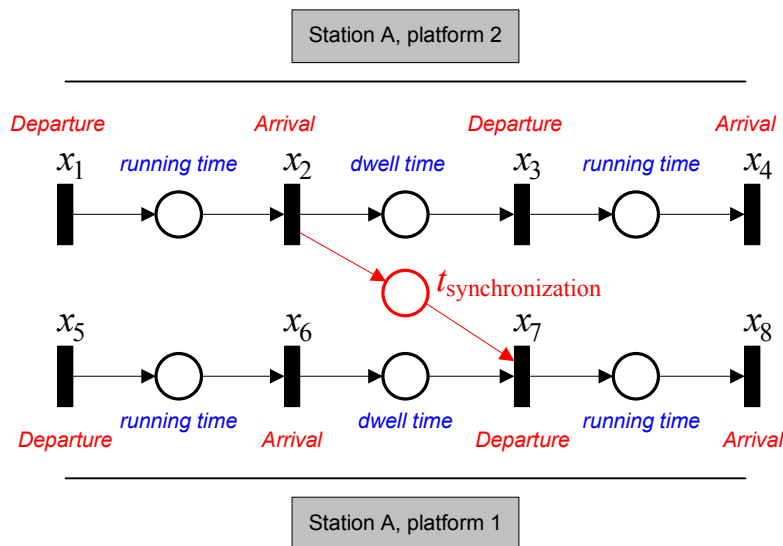 Station A, platform 2
Departure Arrival Departure Arrival
x₁ running time x₂ dwell time x₃ running time x₄
t synchronization
x₅ x₆ x₇ x₈
running time dwell time running time
Departure Arrival Departure Arrival
Station A, platform 1